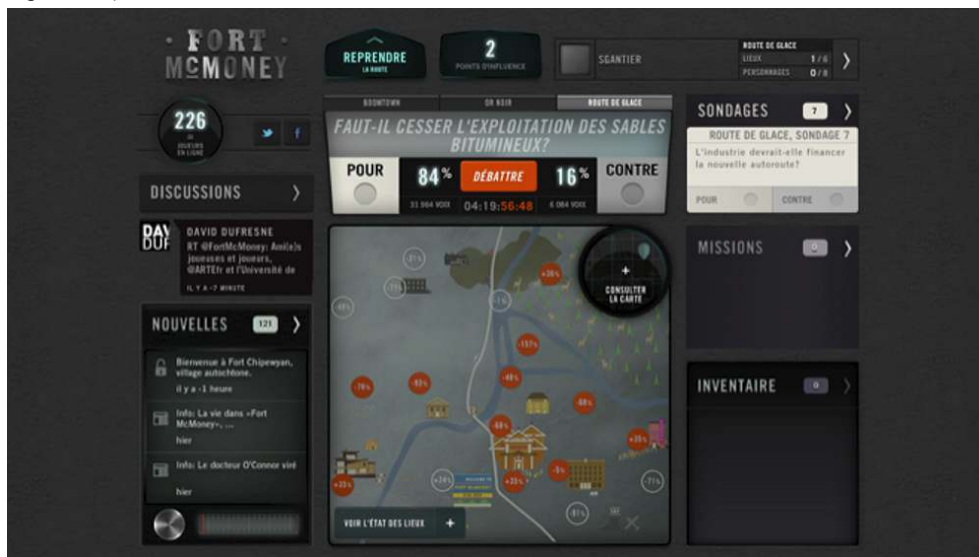 FORT
MCMONEY
REPRENDRE
LA ROUTE
2
POINTS D'INFLUENCE
SGANTIER
ROUTE DE GLACE
LIEUX 1/6
PERSONNAGES 0/8
226
JOUEURS
EN LIGNE
DISCUSSIONS
DAVID DUFRESNE
RT @FortMcMoney: Ami(e)s
joueuses et joueurs,
@ARTEfr et l'Université de
IL Y A -7 MINUTE
NOUVELLES 121
Bienvenue à Fort Chipewyan,
village autochtone.
il y a -1 heure
Info: La vie dans «Fort
McMoney», ...
hier
Info: Le docteur O'Connor viré
hier
BOOMTOWN
OR NOIR
ROUTE DE GLACE
FAUT-IL CESSER L'EXPLOITATION DES SABLES
BITUMINEUX?
POUR
84%
DÉBATTRE
16%
CONTRE
04:19:56:48
CONSULTER
LA CARTE
+
VOIR L'ÉTAT DES LIEUX +
SONDAGES 7
ROUTE DE GLACE, SONDAGE 7
L'industrie devrait-elle financer
la nouvelle autoroute?
POUR
CONTRE
MISSIONS 0
INVENTAIRE 0